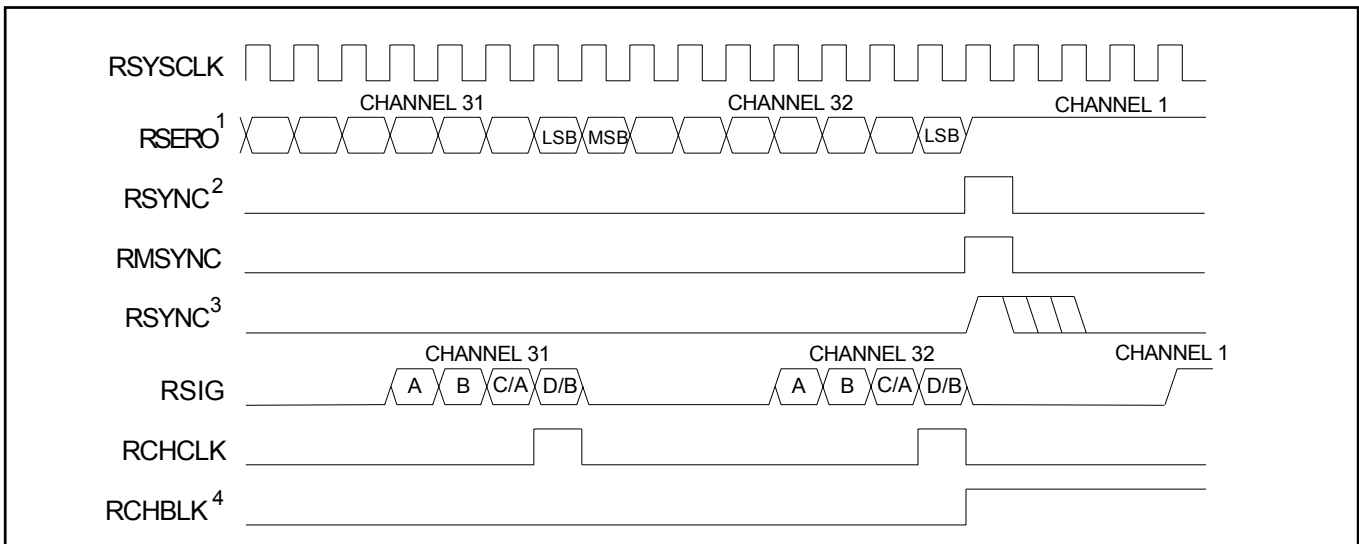 RSYSCLK
CHANNEL 31 CHANNEL 32 CHANNEL 1
RSERO1 LSB MSB LSB
RSYNC2
RMSYNC
RSYNC3
CHANNEL 31 CHANNEL 32 CHANNEL 1
RSIG A B C/A D/B A B C/A D/B
RCHCLK
RCHBLK4